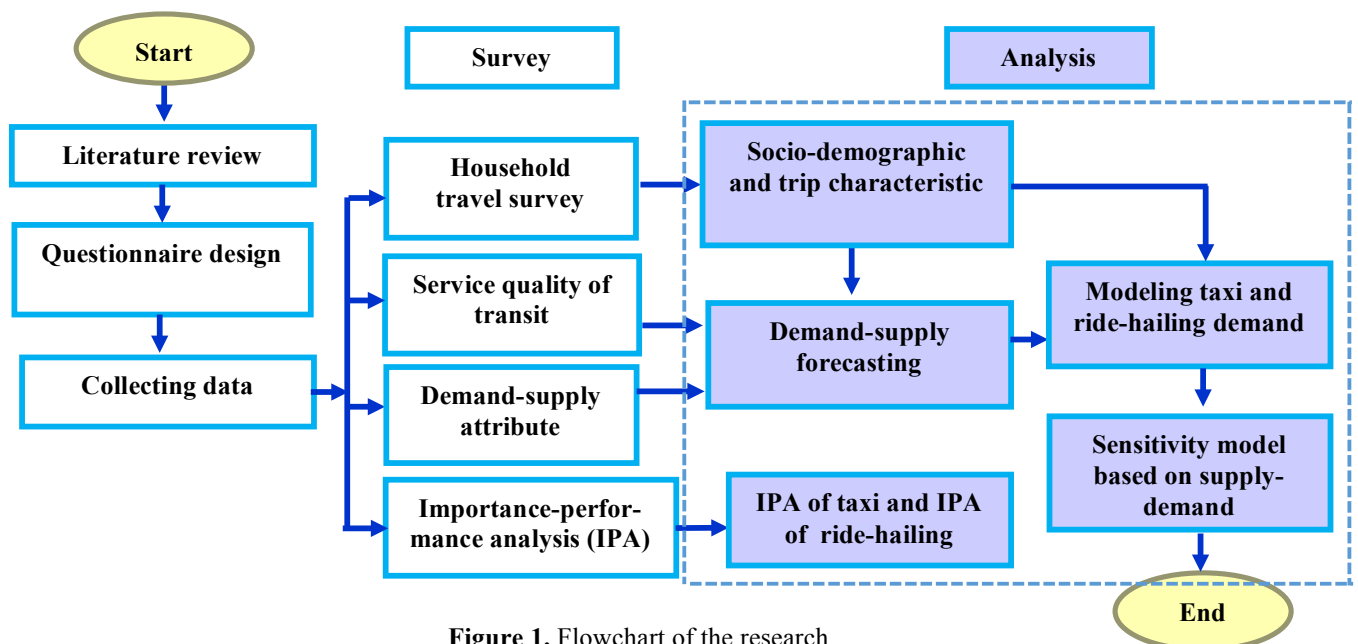 Start
Survey
Analysis
Literature review
Questionnaire design
Collecting data
Household
travel survey
Service quality of
transit
Demand-supply
attribute
Importance-perfor-
mance analysis (IPA)
Socio-demographic
and trip characteristic
Demand-supply
forecasting
IPA of taxi and IPA
of ride-hailing
Modeling taxi and
ride-hailing demand
Sensitivity model
based on supply-
demand
End
Figure 1. Flowchart of the research